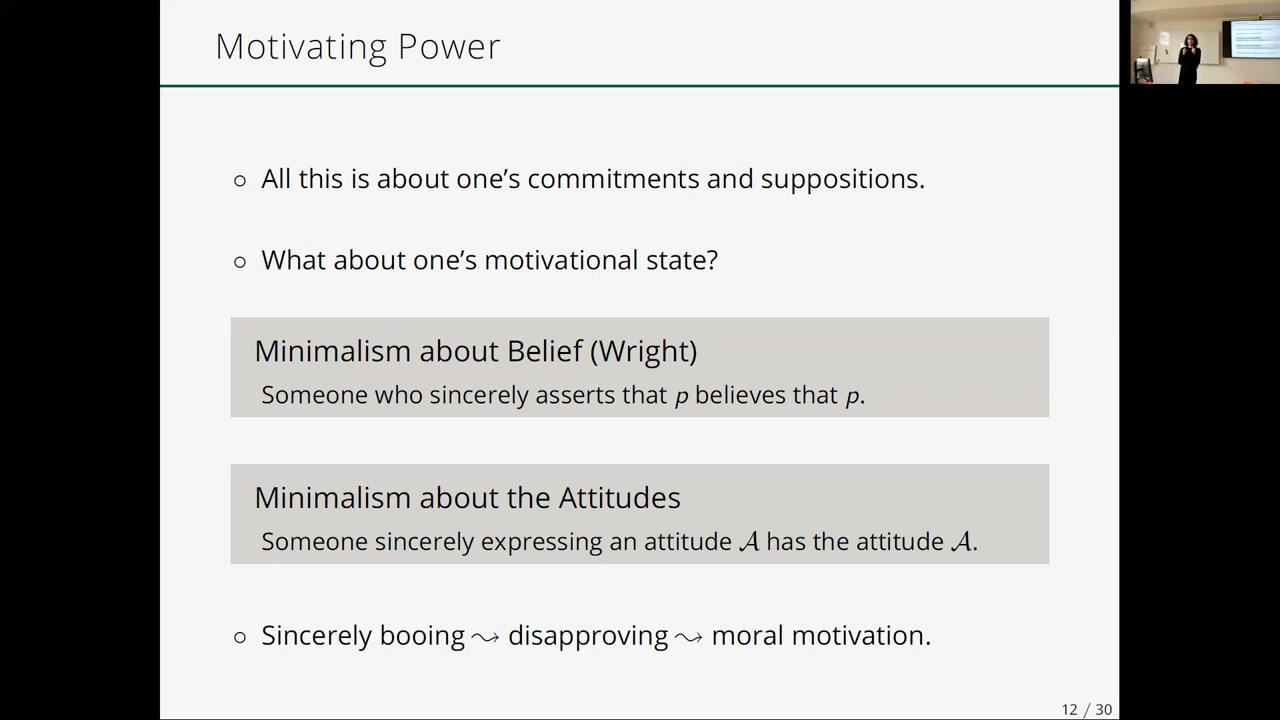 Motivating Power
○ All this is about one's commitments and suppositions.
○ What about one's motivational state?
Minimalism about Belief (Wright)
Someone who sincerely asserts that p believes that p.
Minimalism about the Attitudes
Someone sincerely expressing an attitude 𝒜 has the attitude 𝒜.
○ Sincerely booing ⤳ disapproving ⤳ moral motivation.
12 / 30